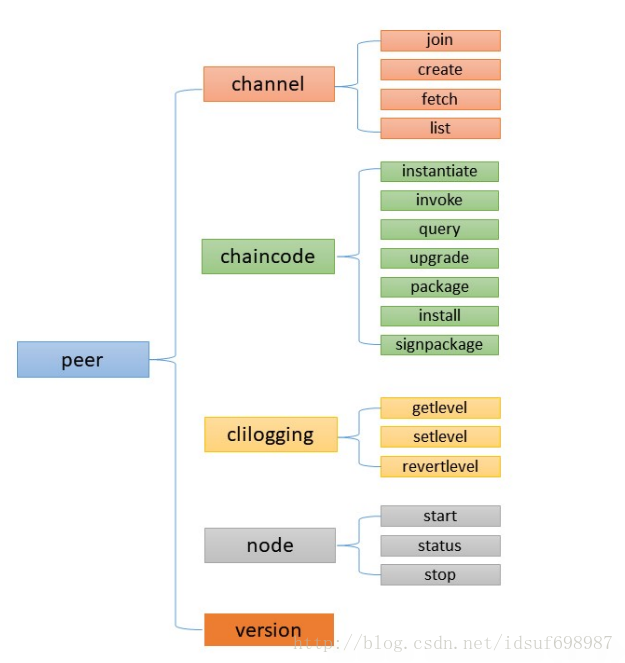 peer
channel
join
create
fetch
list
chaincode
instantiate
invoke
query
upgrade
package
install
signpackage
clilogging
getlevel
setlevel
revertlevel
node
start
status
stop
version
http://blog.csdn.net/idsuf698987